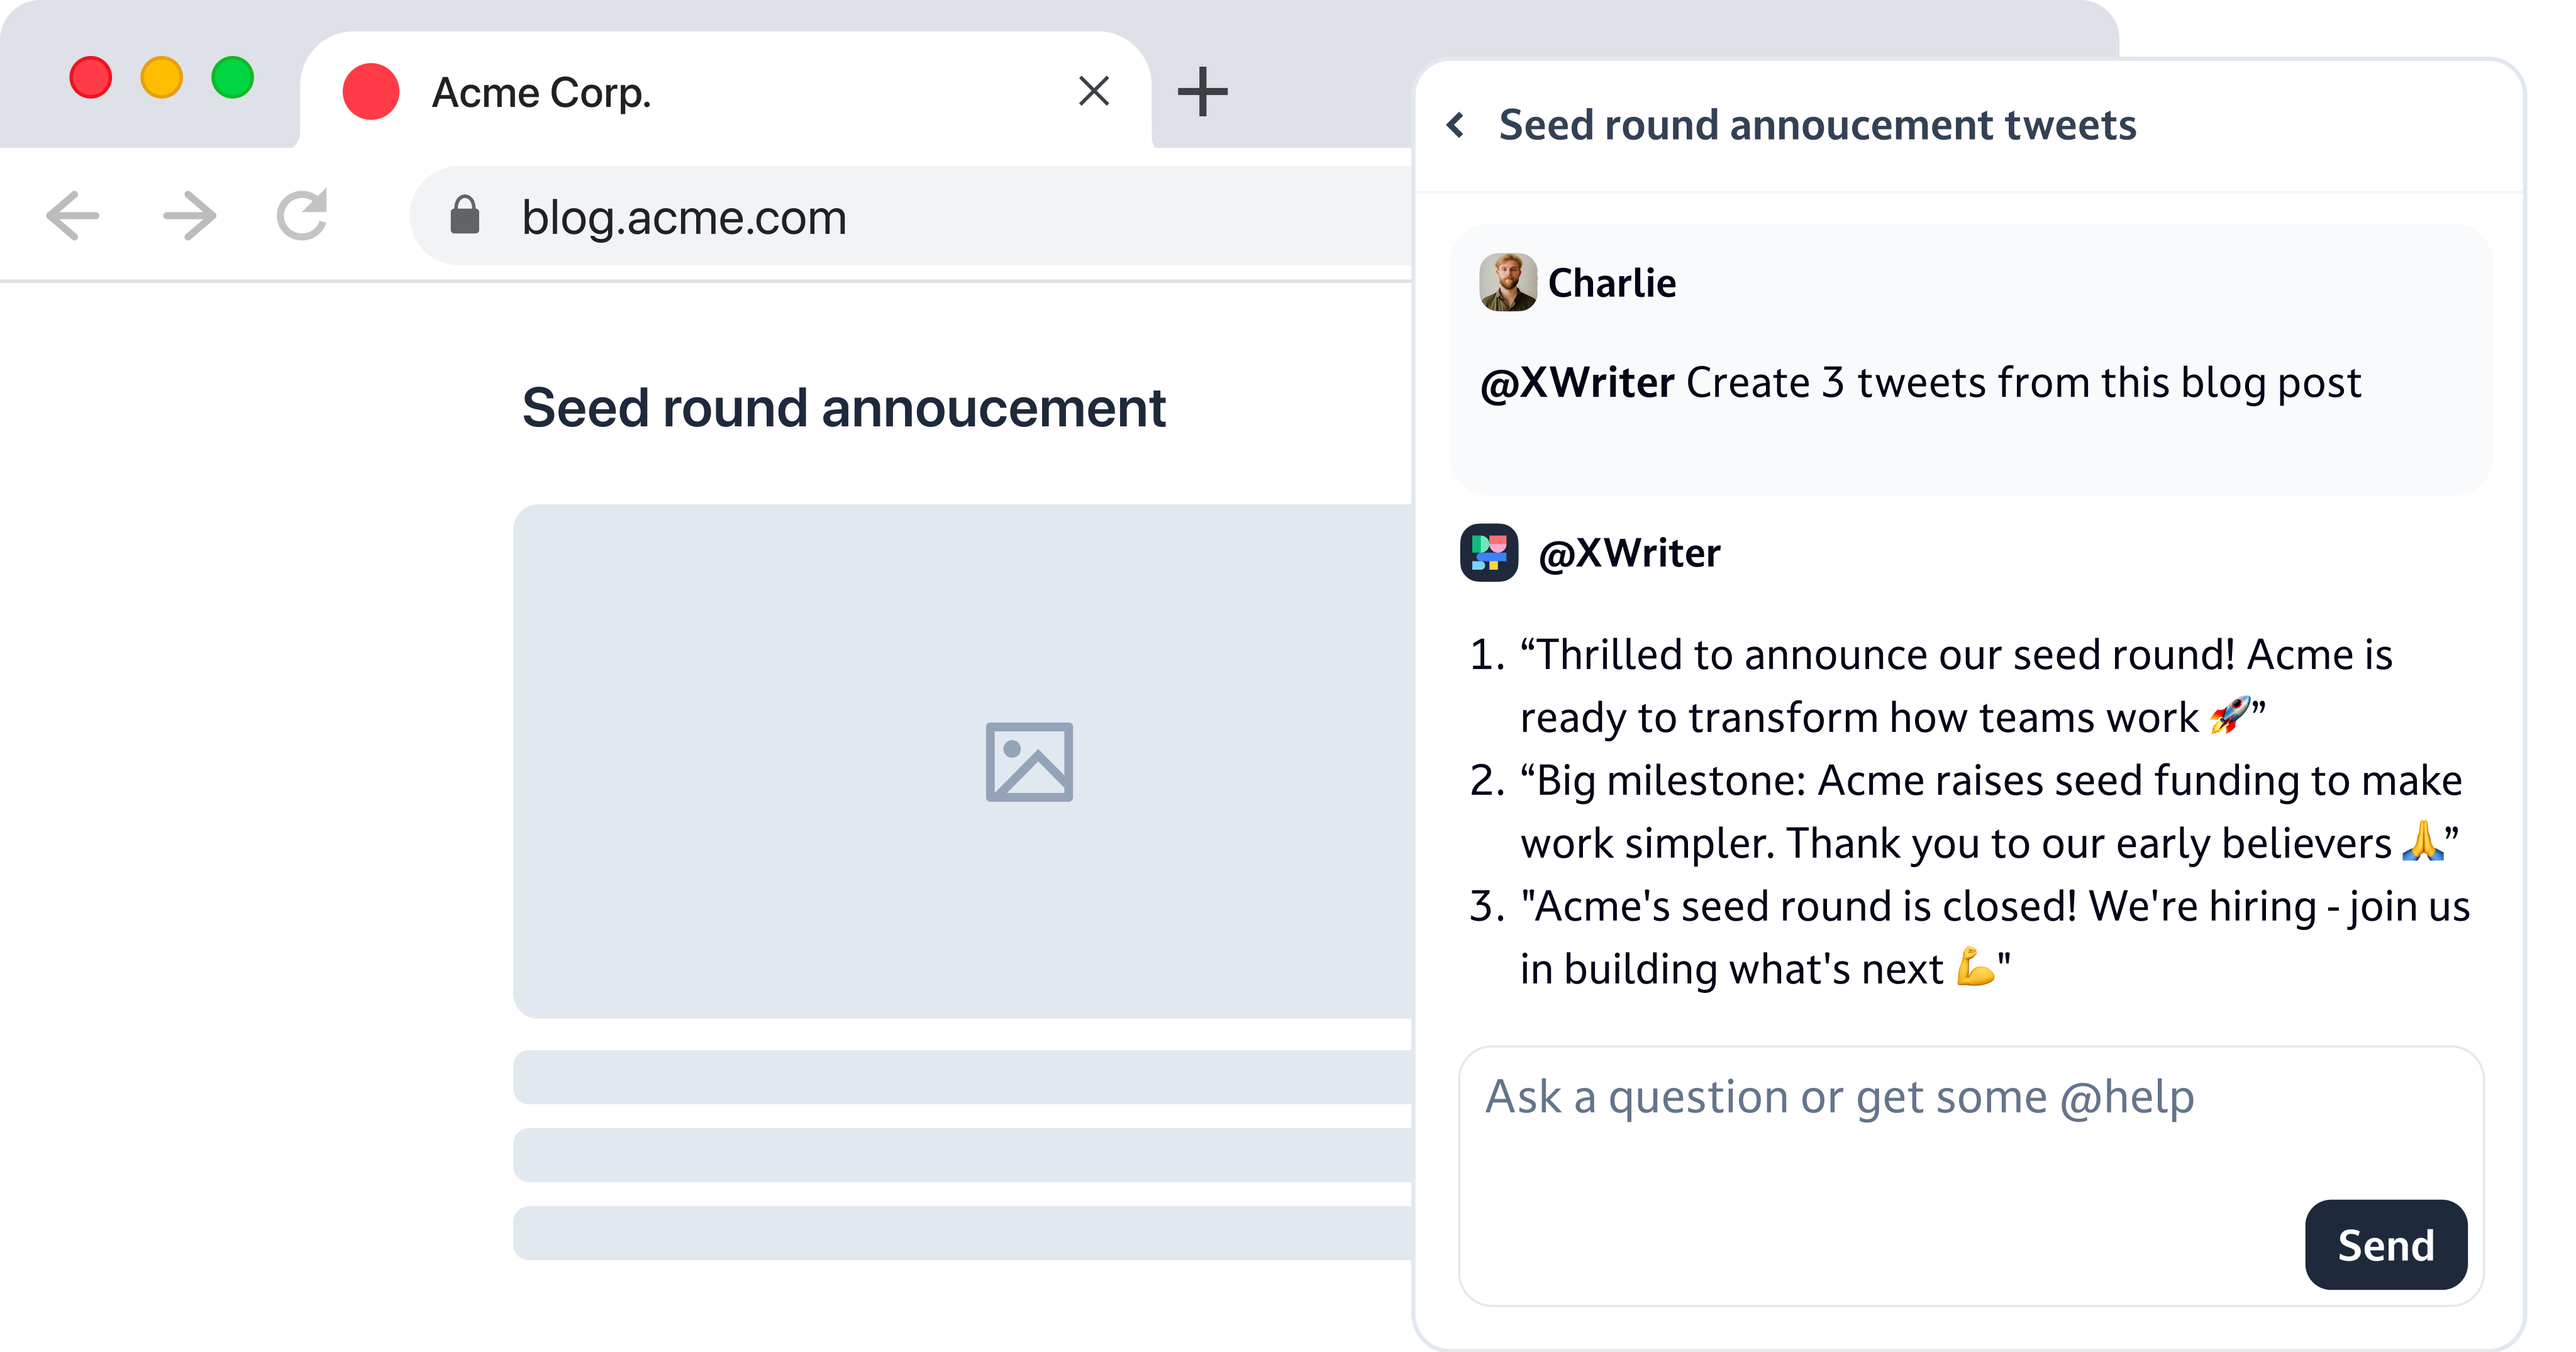 Acme Corp.
blog.acme.com
Seed round annoucement
Seed round annoucement tweets
Charlie
@XWriter Create 3 tweets from this blog post
@XWriter
1. “Thrilled to announce our seed round! Acme is
ready to transform how teams work 🚀”
2. “Big milestone: Acme raises seed funding to make
work simpler. Thank you to our early believers 🙏”
3. "Acme's seed round is closed! We're hiring - join us
in building what's next 💪"
Ask a question or get some @help
Send